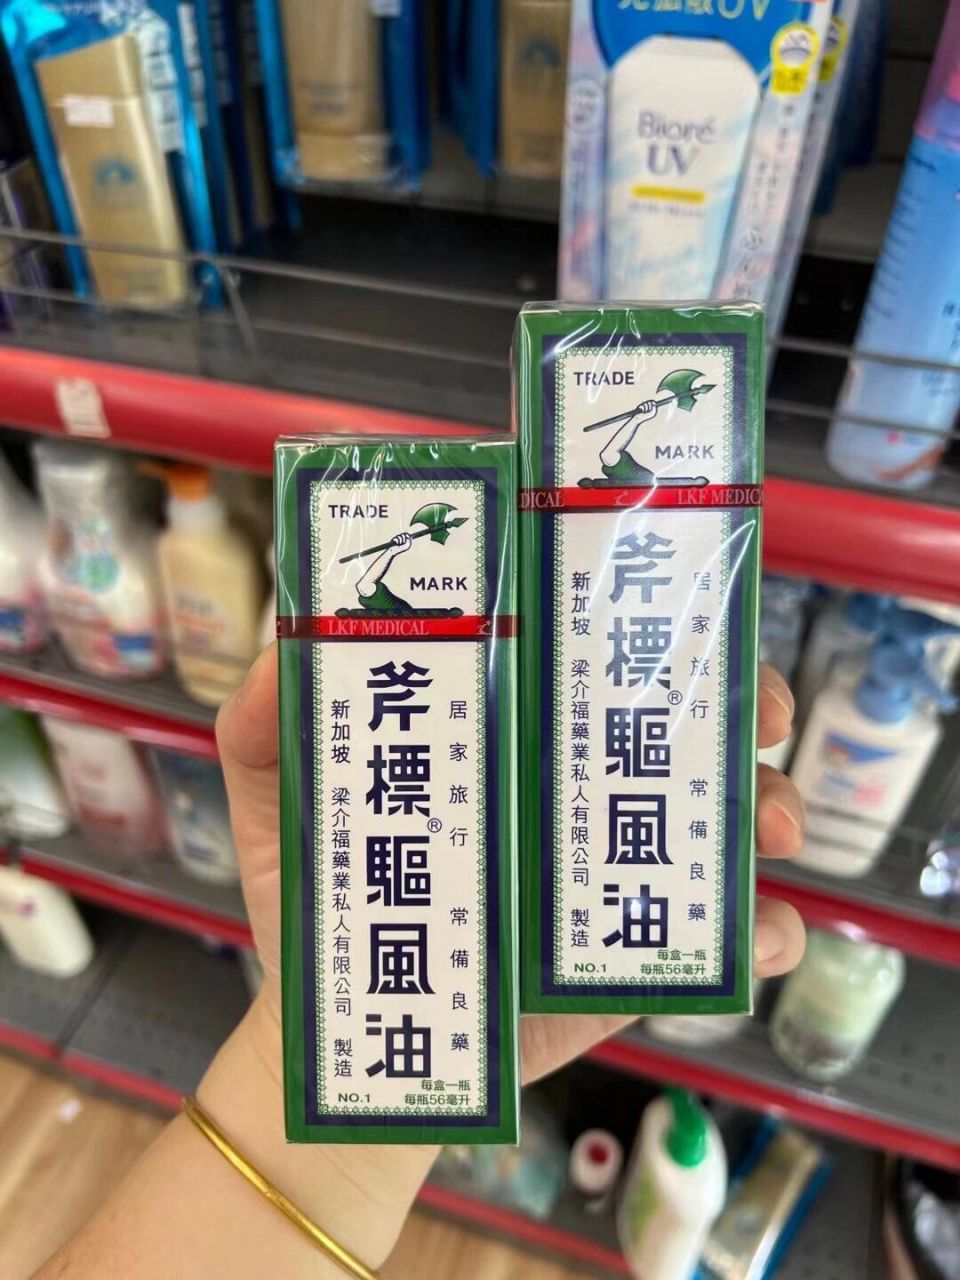 Bioré
UV
TRADE
MARK
LKF MEDICAL
居家旅行 常備良藥
斧標驅風油®
新加坡 梁介福藥業私人有限公司 製造
每盒一瓶
每瓶56毫升
NO.1
TRADE
MARK
DICAL
LKF MEDIC
居家旅行 常備良藥
斧標®驅風油
新加坡 梁介福藥業私人有限公司 製造
每盒一瓶
每瓶56毫升
NO.1